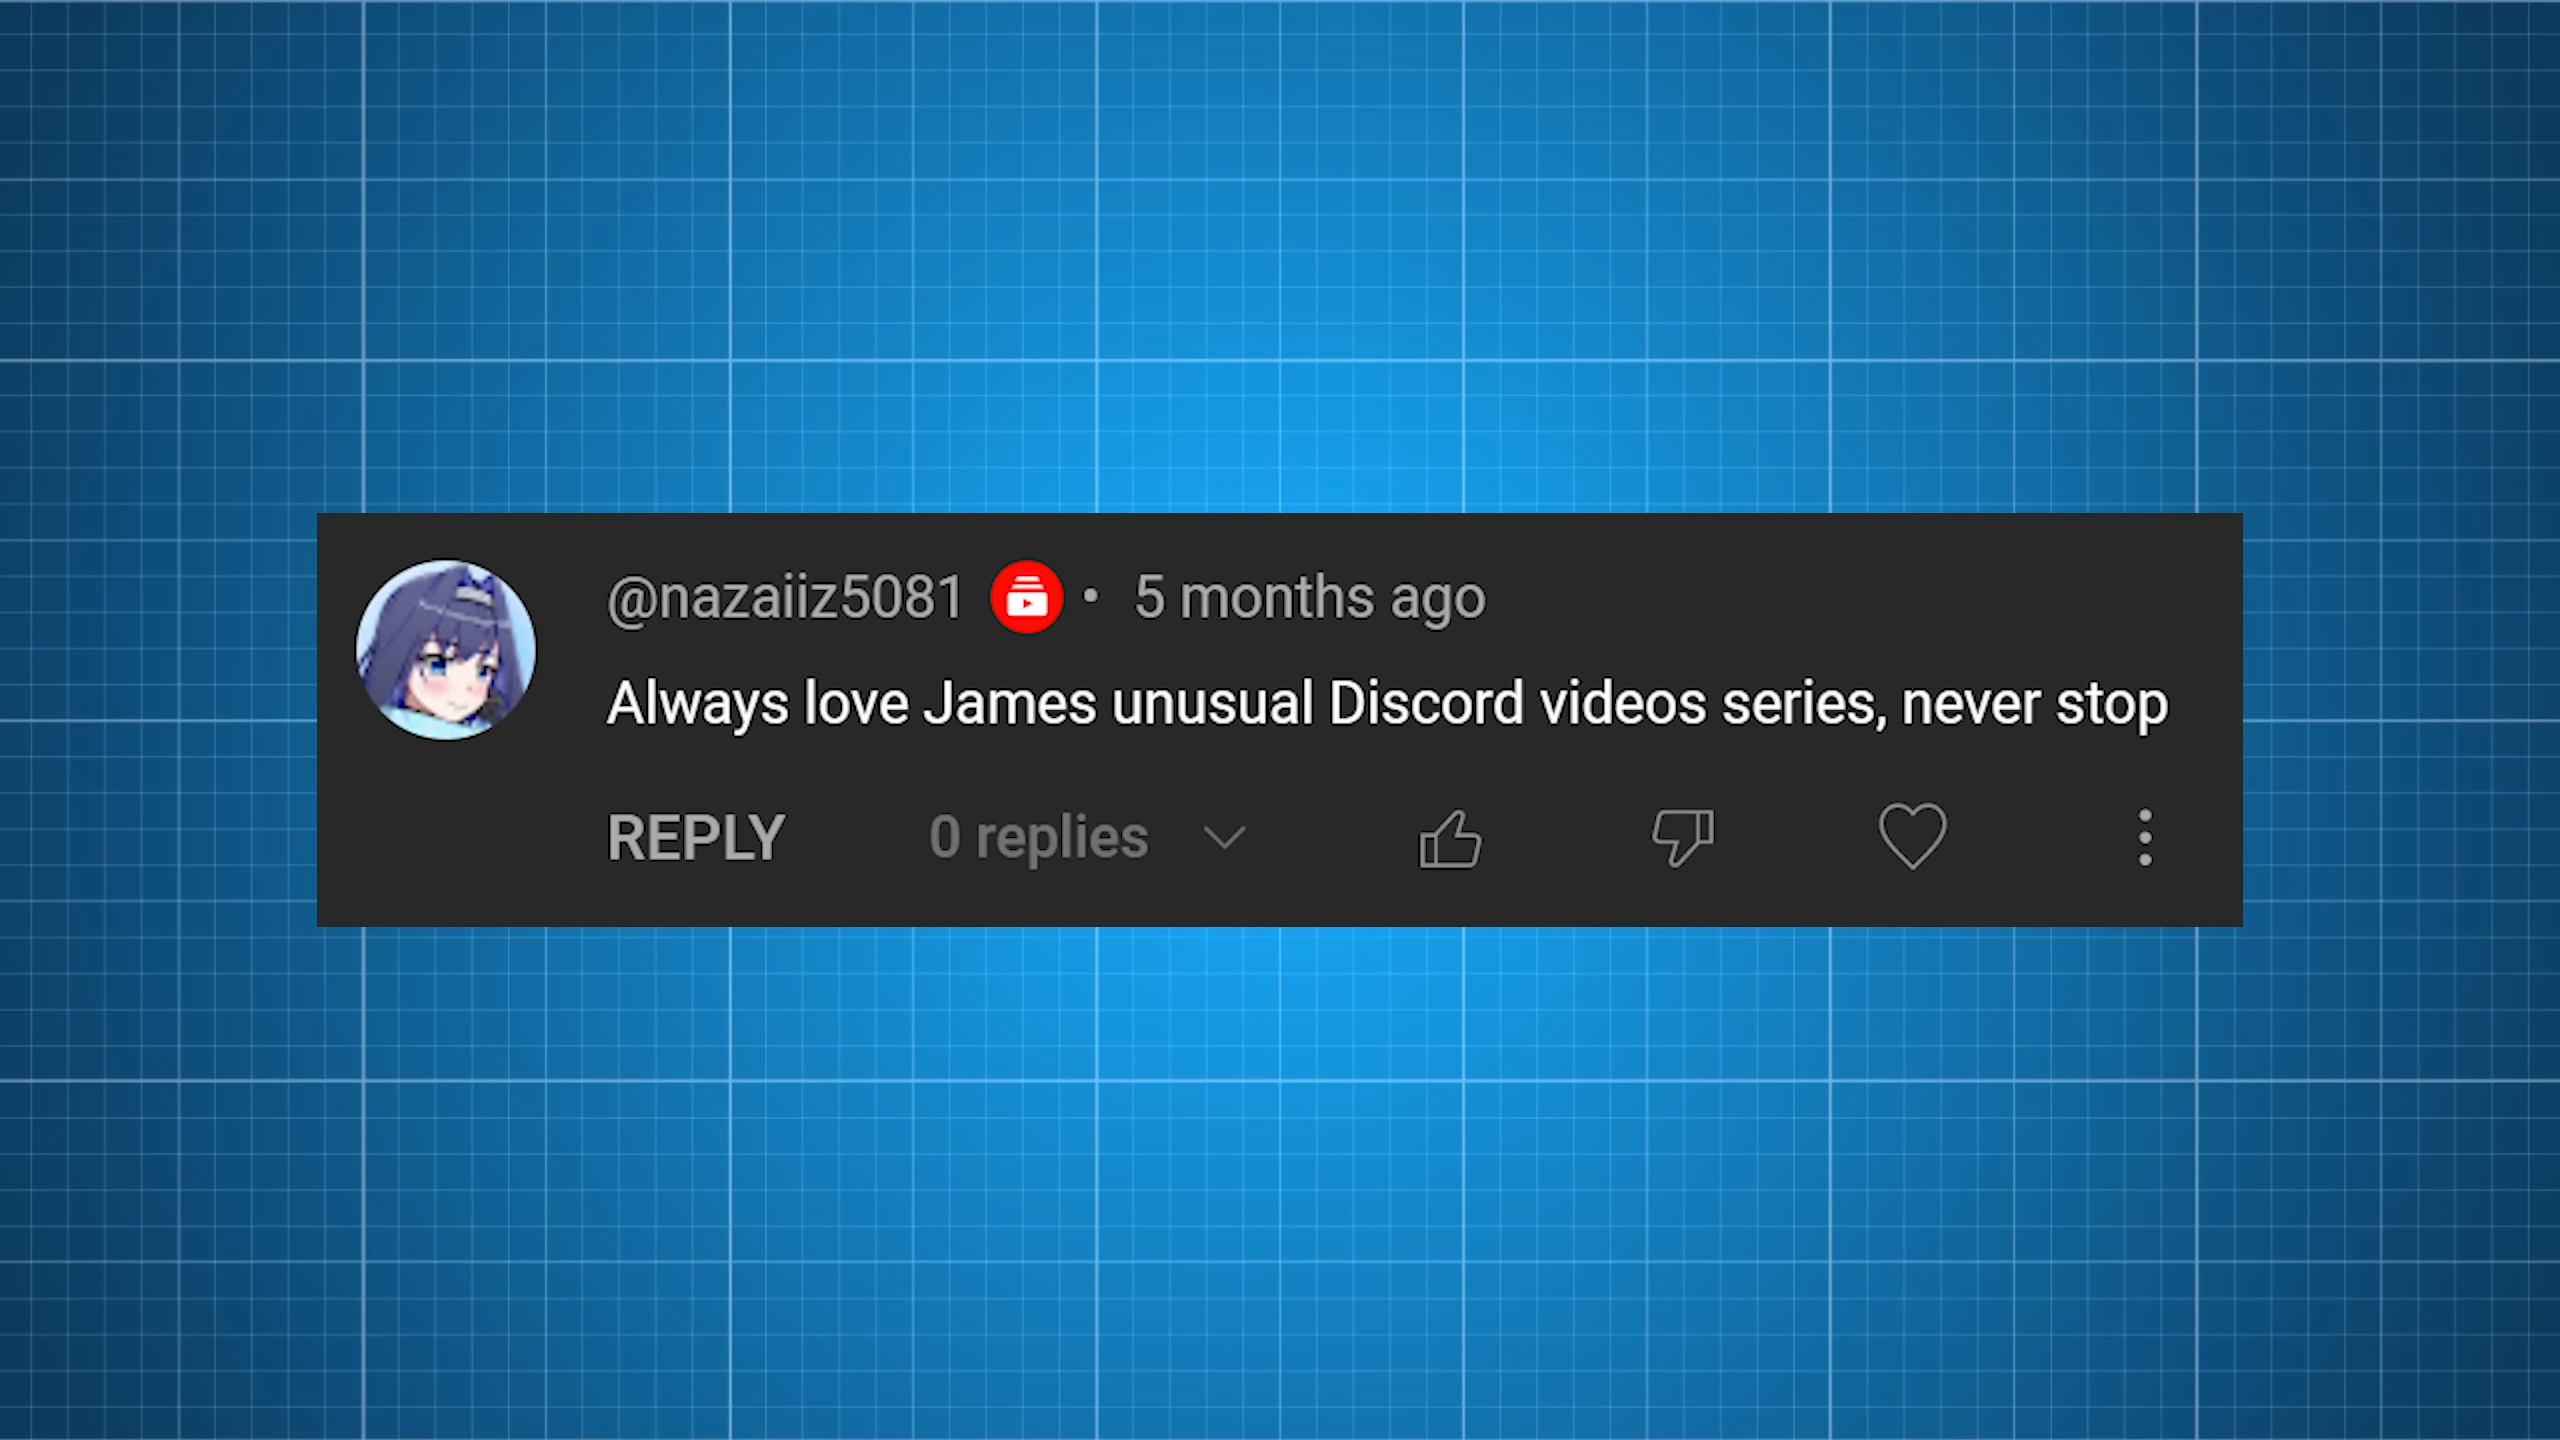 @nazaiiz5081 • 5 months ago
Always love James unusual Discord videos series, never stop
REPLY 0 replies